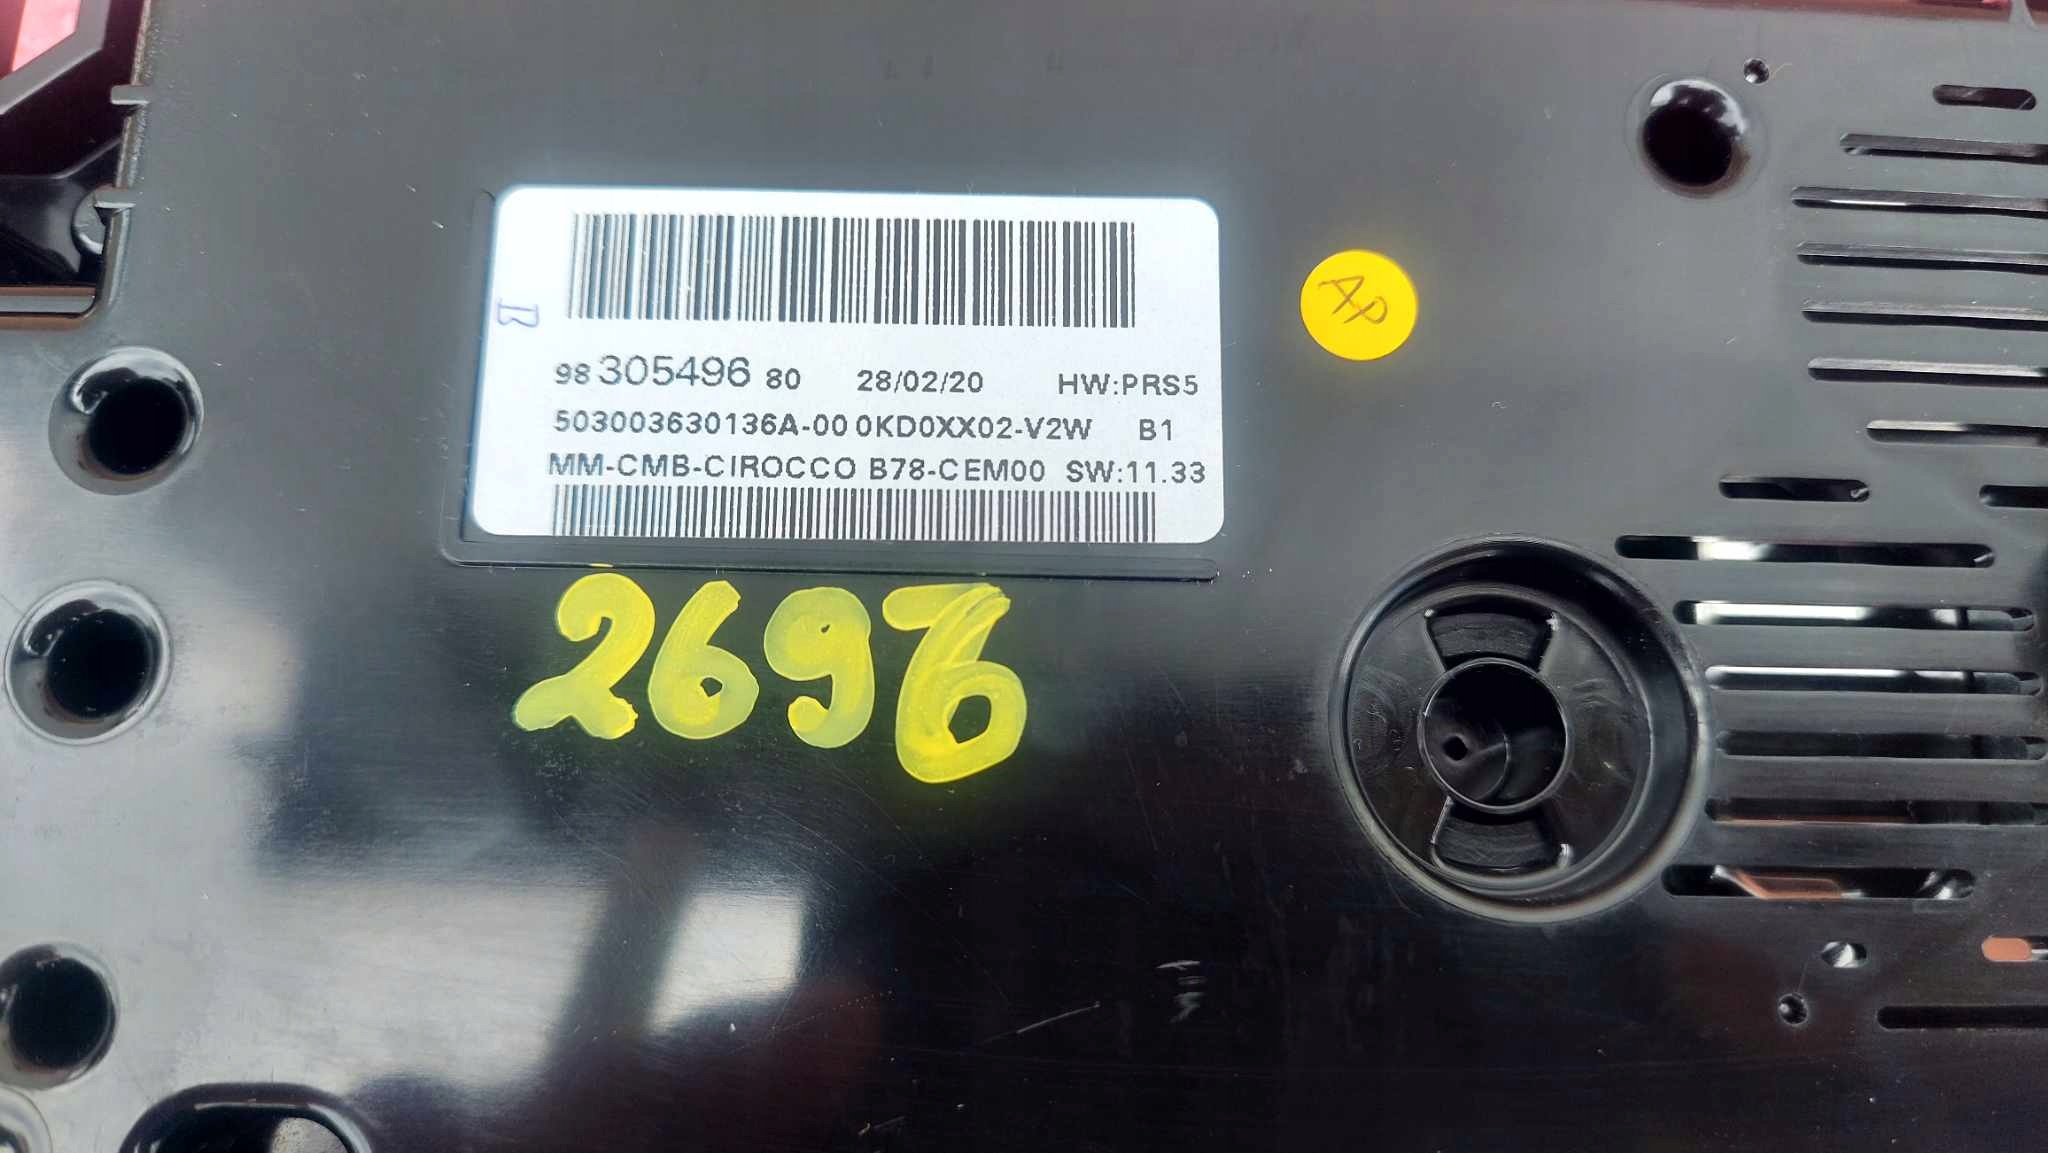 B
98 305496 80 28/02/20 HW:PRS5
503003630136A-00 0KD0XX02-V2W B1
MM-CMB-CIROCCO B78-CEM00 SW:11.33
AP
2696